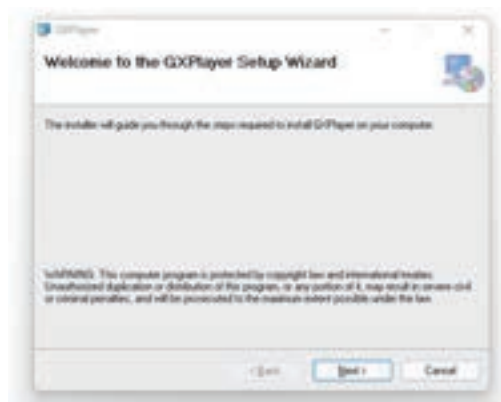 GXPlayer
Welcome to the GXPlayer Setup Wizard
The installer will guide you through the steps required to install GXPlayer on your computer.
WARNING: This computer program is protected by copyright law and international treaties.
Unauthorized duplication or distribution of this program, or any portion of it, may result in severe civil
or criminal penalties, and will be prosecuted to the maximum extent possible under the law.
< Back
Next >
Cancel